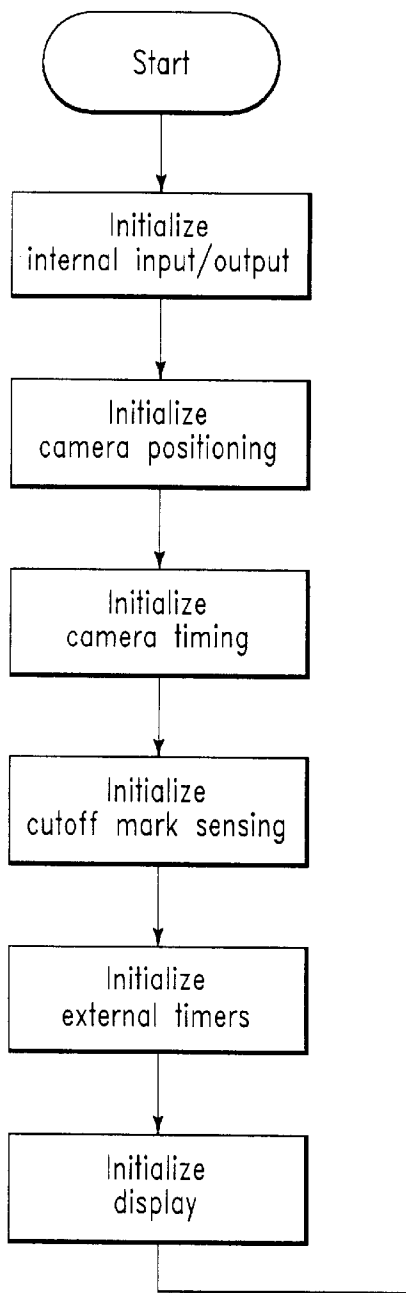 Start
Initialize
internal input/output
Initialize
camera positioning
Initialize
camera timing
Initialize
cutoff mark sensing
Initialize
external timers
Initialize
display